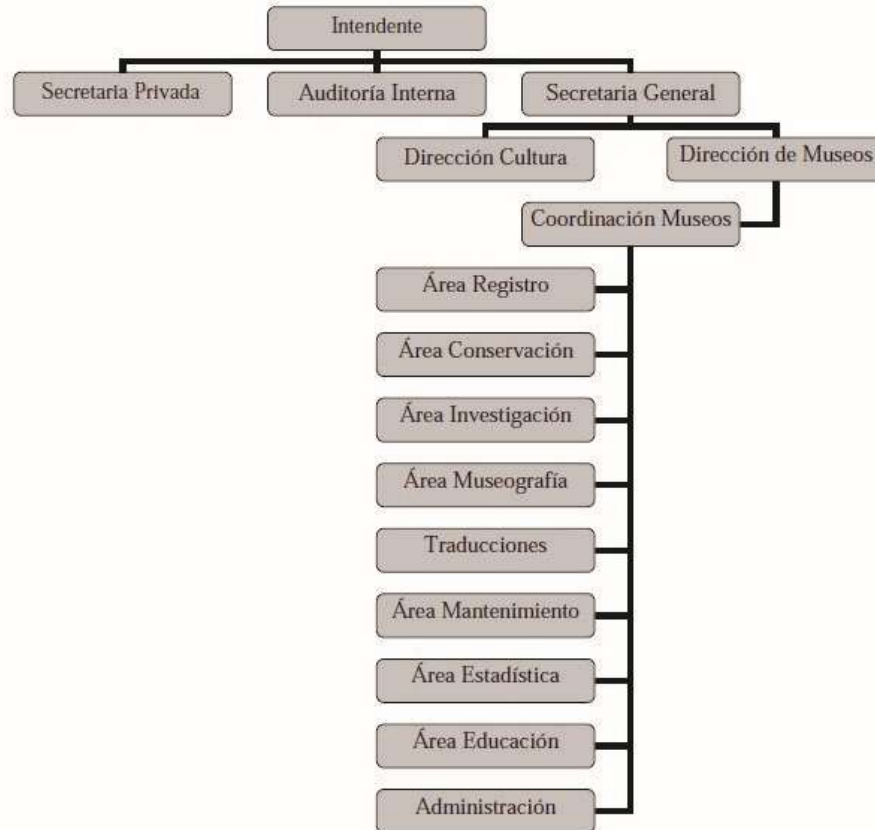 Intendente
Secretaria Privada
Auditoría Interna
Secretaria General
Dirección Cultura
Dirección de Museos
Coordinación Museos
Área Registro
Área Conservación
Área Investigación
Área Museografía
Traducciones
Área Mantenimiento
Área Estadística
Área Educación
Administración